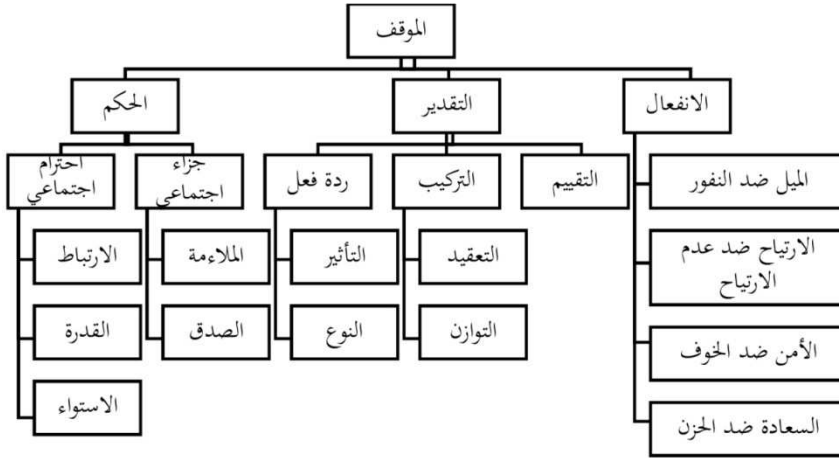 الموقف
الانفعال
التقدير
الحكم
التقييم
التركيب
ردة فعل
جزاء
اجتماعي
احترام
اجتماعي
الميل ضد النفور
الارتياح ضد عدم
الارتياح
الأمن ضد الخوف
السعادة ضد الحزن
التعقيد
التوازن
التأثير
النوع
الملاءمة
الصدق
الارتباط
القدرة
الاستواء